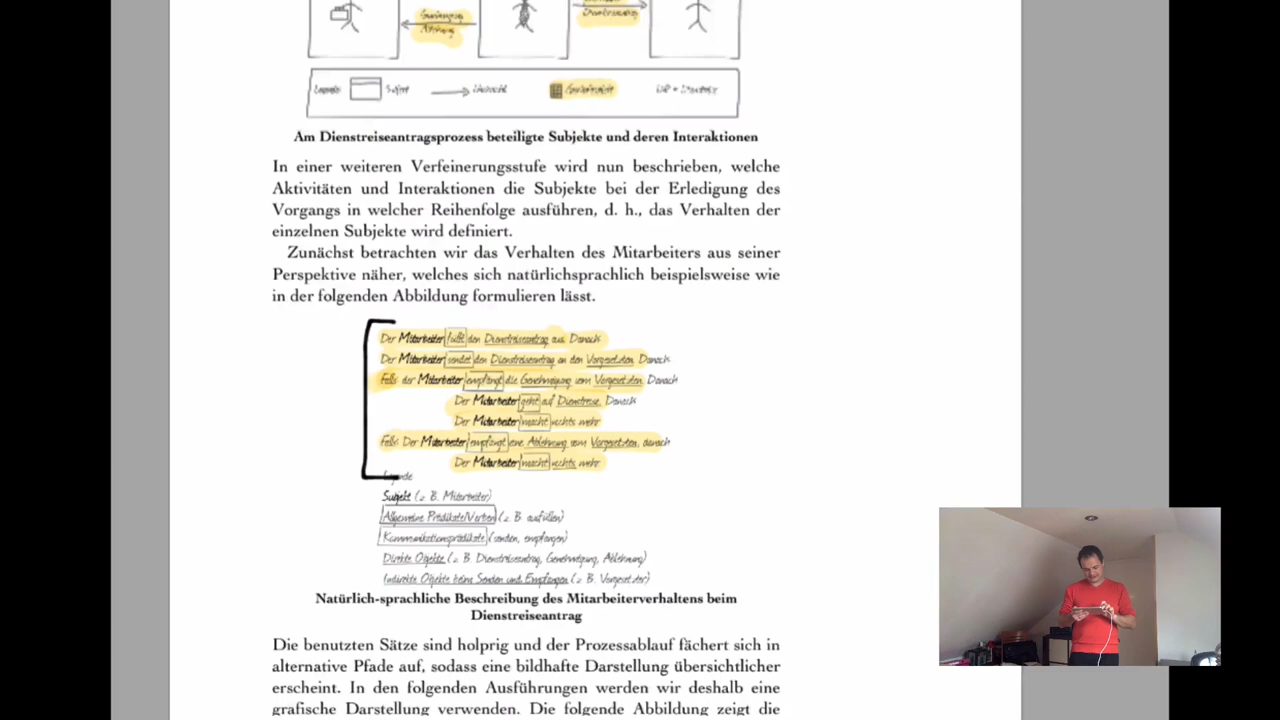 Genehmigung
Ablehnung
Legende: Subjekt Nachricht Geschäftsobjekt
Am Dienstreiseantragsprozess beteiligte Subjekte und deren Interaktionen
In einer weiteren Verfeinerungsstufe wird nun beschrieben, welche
Aktivitäten und Interaktionen die Subjekte bei der Erledigung des
Vorgangs in welcher Reihenfolge ausführen, d. h., das Verhalten der
einzelnen Subjekte wird definiert.
Zunächst betrachten wir das Verhalten des Mitarbeiters aus seiner
Perspektive näher, welches sich natürlichsprachlich beispielsweise wie
in der folgenden Abbildung formulieren lässt.
Der Mitarbeiter füllt den Dienstreiseantrag aus Danach
Der Mitarbeiter sendet den Dienstreiseantrag an den Vorgesetzten Danach
Falls: der Mitarbeiter empfängt die Genehmigung vom Vorgesetzten Danach
Der Mitarbeiter geht auf Dienstreise Danach
Der Mitarbeiter macht nichts mehr
Falls: Der Mitarbeiter empfängt eine Ablehnung vom Vorgesetzten, danach
Der Mitarbeiter macht nichts mehr
Legende
Subjekt (z. B. Mitarbeiter)
Allgemeine Prädikate/Verben (z. B. ausfüllen)
Kommunikationsprädikate (senden, empfangen)
Direkte Objekte (z. B. Dienstreiseantrag, Genehmigung, Ablehnung)
Indirekte Objekte beim Senden und Empfangen (z. B. Vorgesetzter)
Natürlich-sprachliche Beschreibung des Mitarbeiterverhaltens beim
Dienstreiseantrag
Die benutzten Sätze sind holprig und der Prozessablauf fächert sich in
alternative Pfade auf, sodass eine bildhafte Darstellung übersichtlicher
erscheint. In den folgenden Ausführungen werden wir deshalb eine
grafische Darstellung verwenden. Die folgende Abbildung zeigt die